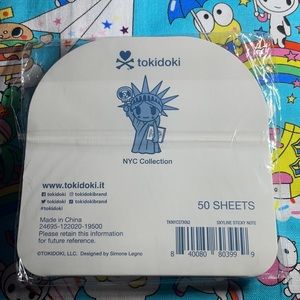 tokidoki
NYC Collection
www.tokidoki.it
tokidoki tokidokibrand
tokidoki tokidokibrand
#tokidoki
50 SHEETS
Made in China
24695-122020-19500
Please retain this information
for future reference.
TKNYCSTKN2 SKYLINE STICKY NOTE
8 40080 80399 9
©TOKIDOKI, LLC. Designed by Simone Legno